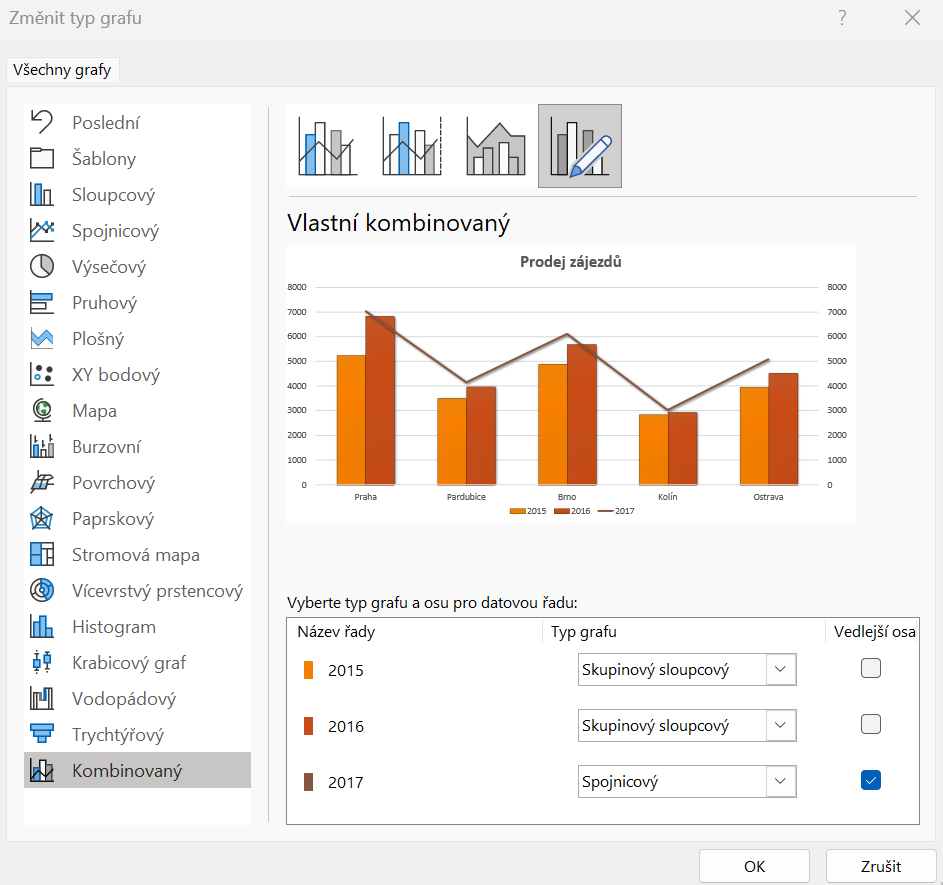 Změnit typ grafu
?
Všechny grafy
Poslední
Šablony
Sloupcový
Spojnicový
Výsečový
Pruhový
Plošný
XY bodový
Mapa
Burzovní
Povrchový
Paprskový
Stromová mapa
Vícevrstvý prstencový
Histogram
Krabicový graf
Vodopádový
Trychtýřový
Kombinovaný
Vlastní kombinovaný
Prodej zájezdů
8000 8000
7000 7000
6000 6000
5000 5000
4000 4000
3000 3000
2000 2000
1000 1000
0 0
Praha Pardubice Brno Kolín Ostrava
2015 2016 2017
Vyberte typ grafu a osu pro datovou řadu:
Název řady Typ grafu Vedlejší osa
2015 Skupinový sloupcový
2016 Skupinový sloupcový
2017 Spojnicový
OK Zrušit